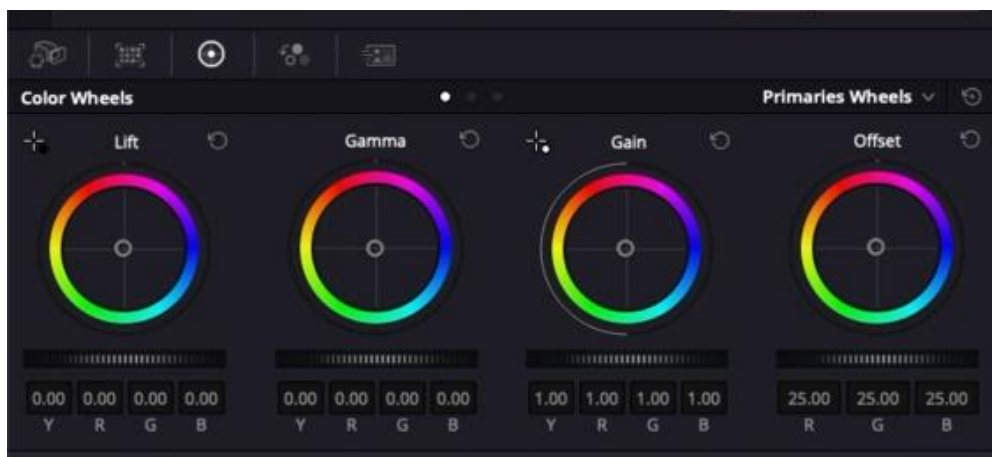 Color Wheels Primaries Wheels
Lift Gamma Gain Offset
0.00 0.00 0.00 0.00 0.00 0.00 0.00 0.00 1.00 1.00 1.00 1.00 25.00 25.00 25.00
Y R G B Y R G B Y R G B R G B